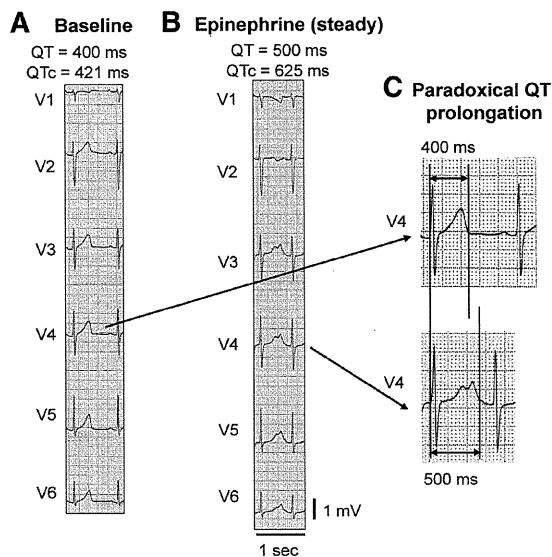 A Baseline
QT = 400 ms
QTc = 421 ms
V1
V2
V3
V4
V5
V6
B Epinephrine (steady)
QT = 500 ms
QTc = 625 ms
V1
V2
V3
V4
V5
V6
1 mV
1 sec
C Paradoxical QT
prolongation
400 ms
V4
V4
500 ms